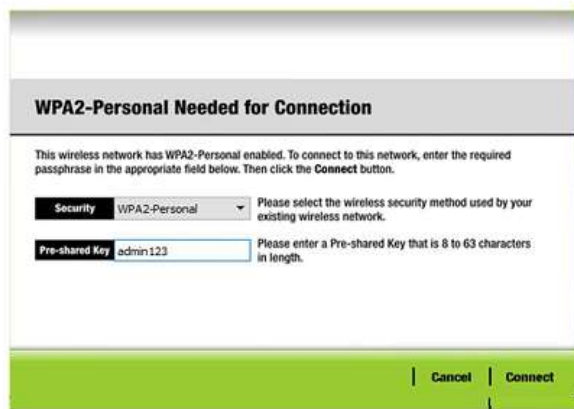 WPA2-Personal Needed for Connection
This wireless network has WPA2-Personal enabled. To connect to this network, enter the required
passphrase in the appropriate field below. Then click the Connect button.
Security WPA2-Personal Please select the wireless security method used by your
existing wireless network.
Pre-shared Key admin123 Please enter a Pre-shared Key that is 8 to 63 characters
in length.
Cancel Connect